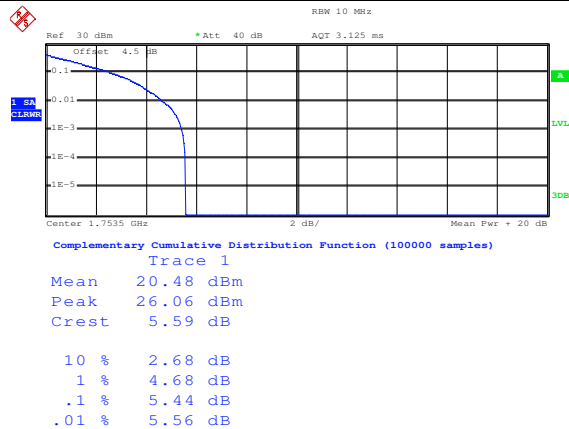 RBW 10 MHz
Ref 30 dBm *Att 40 dB AQT 3.125 ms
Offset 4.5 dB
0.1
A
1 SA
CLRWR
0.01
LVL
1E-3
1E-4
1E-5
3DB
Center 1.7535 GHz 2 dB/ Mean Pwr + 20 dB
Complementary Cumulative Distribution Function (100000 samples)
Trace 1
Mean 20.48 dBm
Peak 26.06 dBm
Crest 5.59 dB
10 % 2.68 dB
1 % 4.68 dB
.1 % 5.44 dB
.01 % 5.56 dB